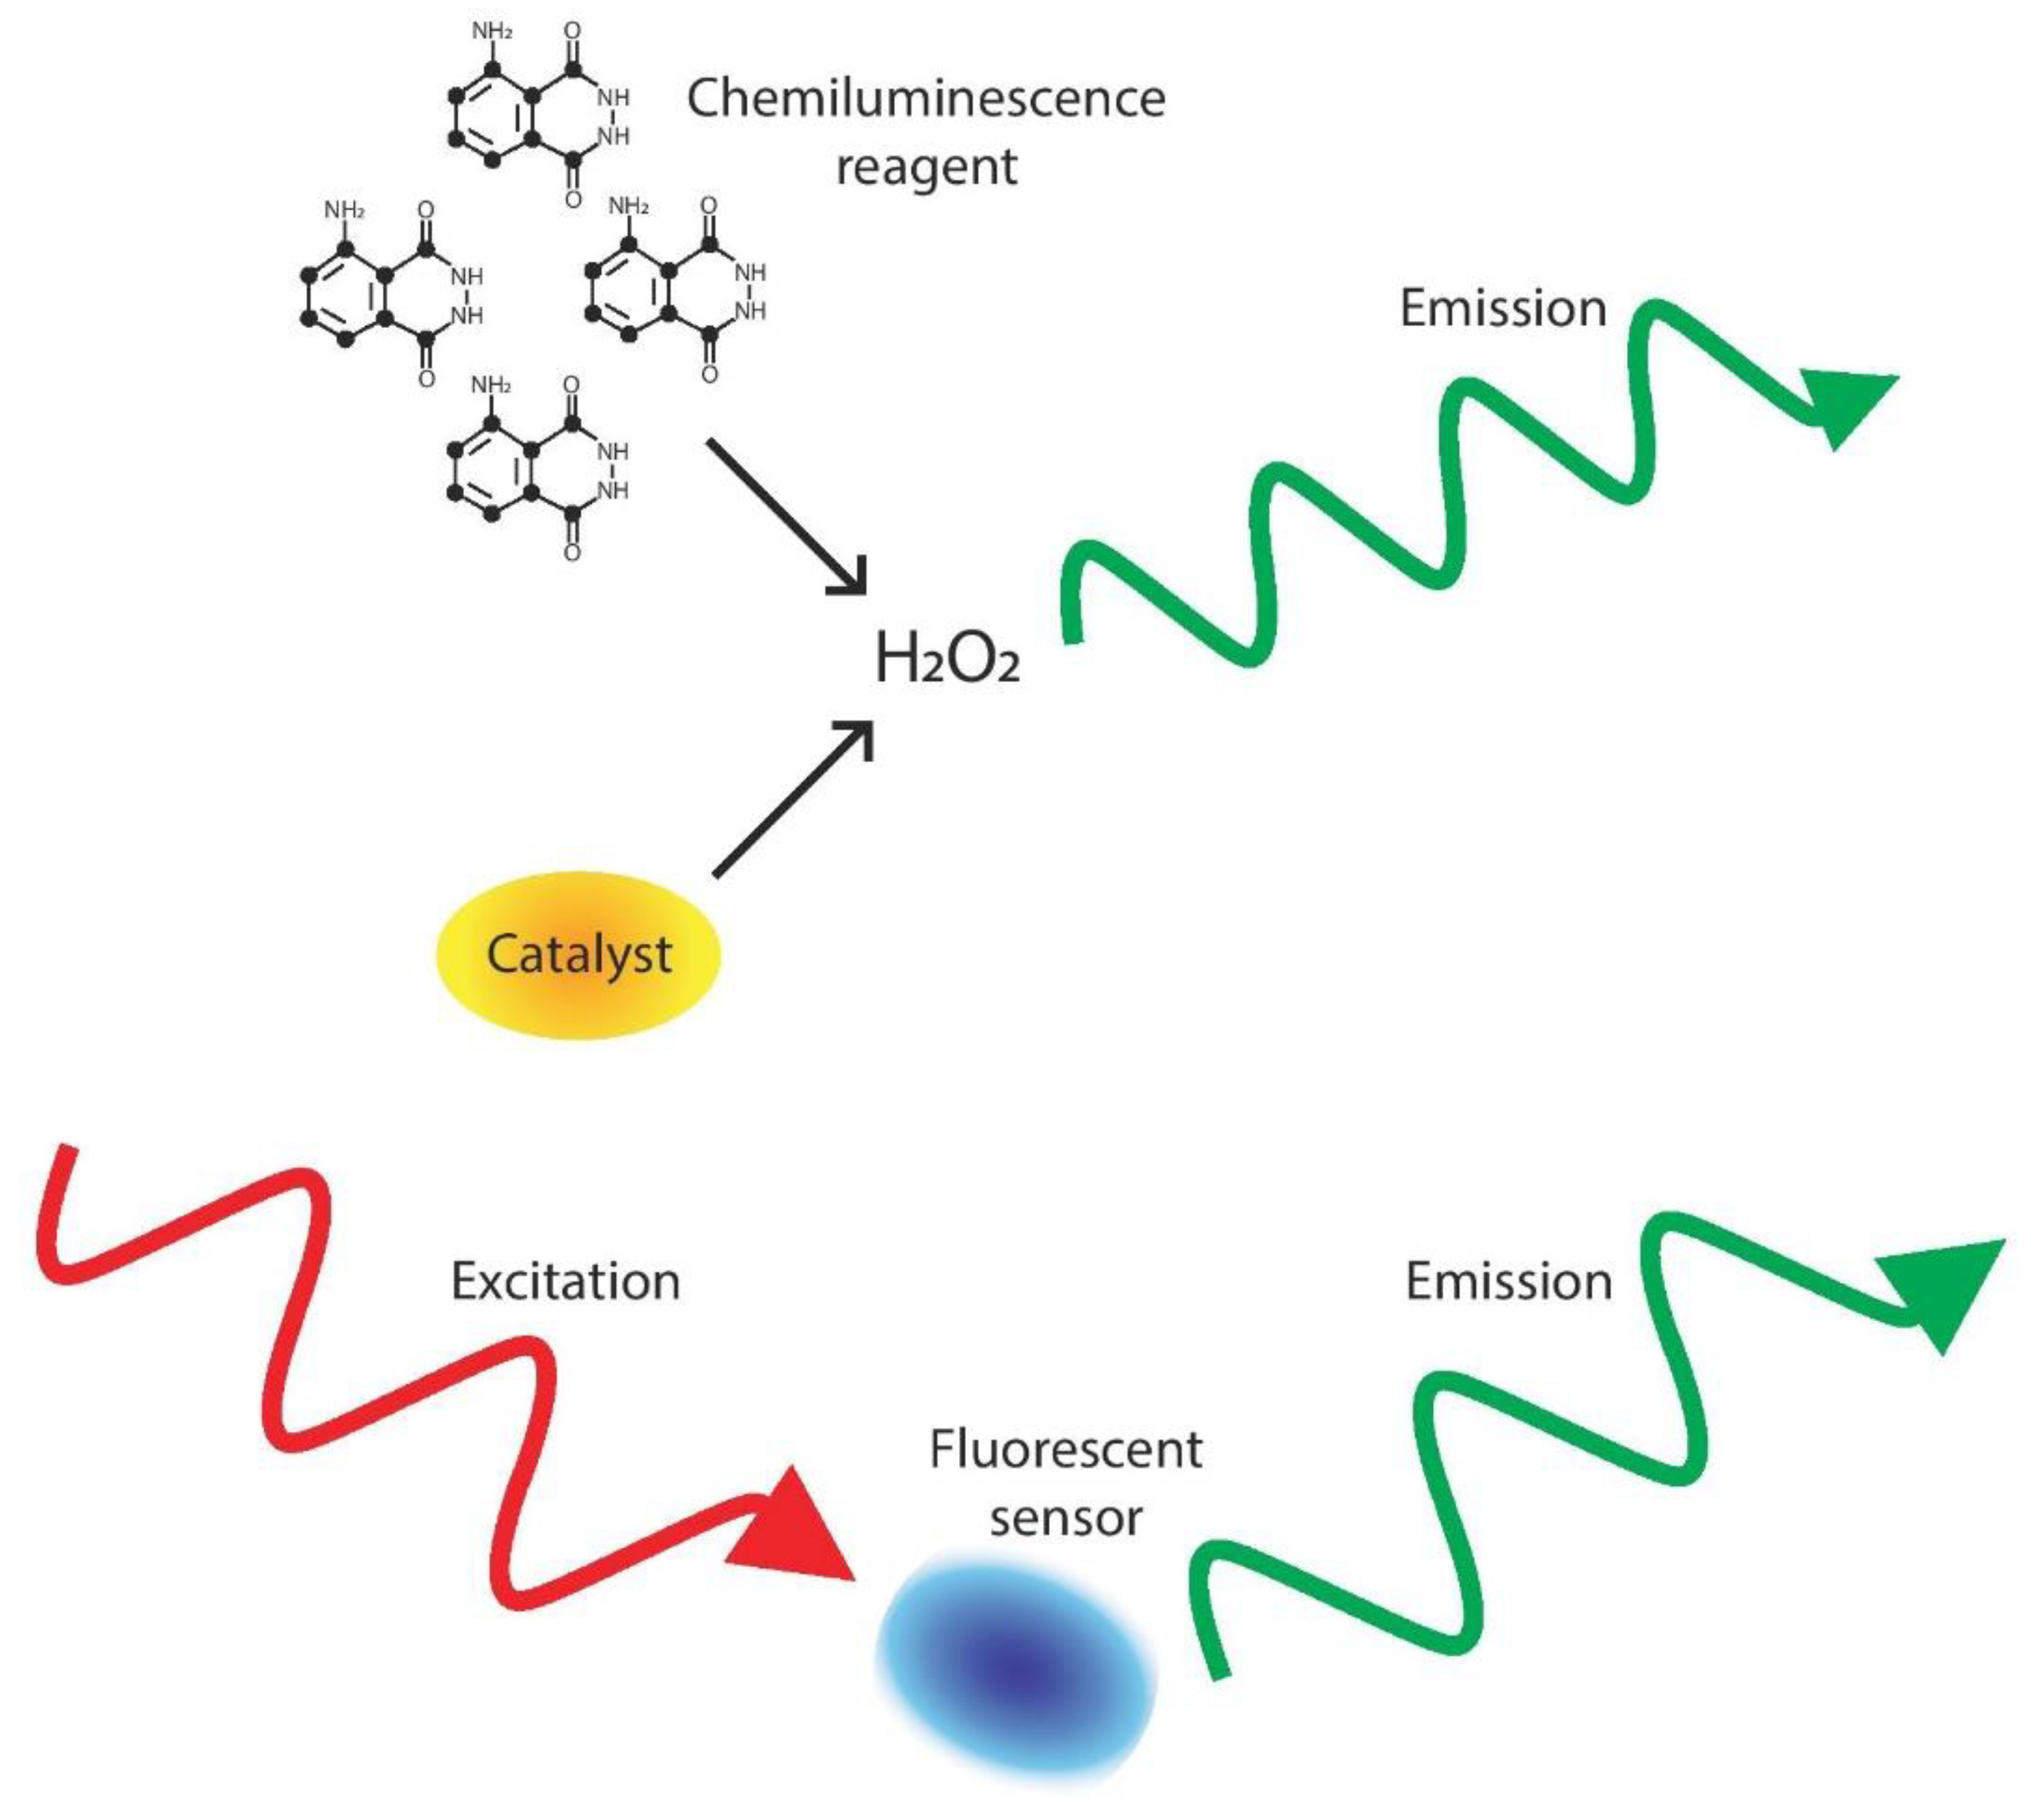 NH₂ O
Chemiluminescence
reagent
NH
NH
O
NH₂ O
NH
NH
O
NH₂ O
NH
NH
O
NH₂ O
NH
NH
O
Emission
H₂O₂
Catalyst
Excitation
Emission
Fluorescent
sensor